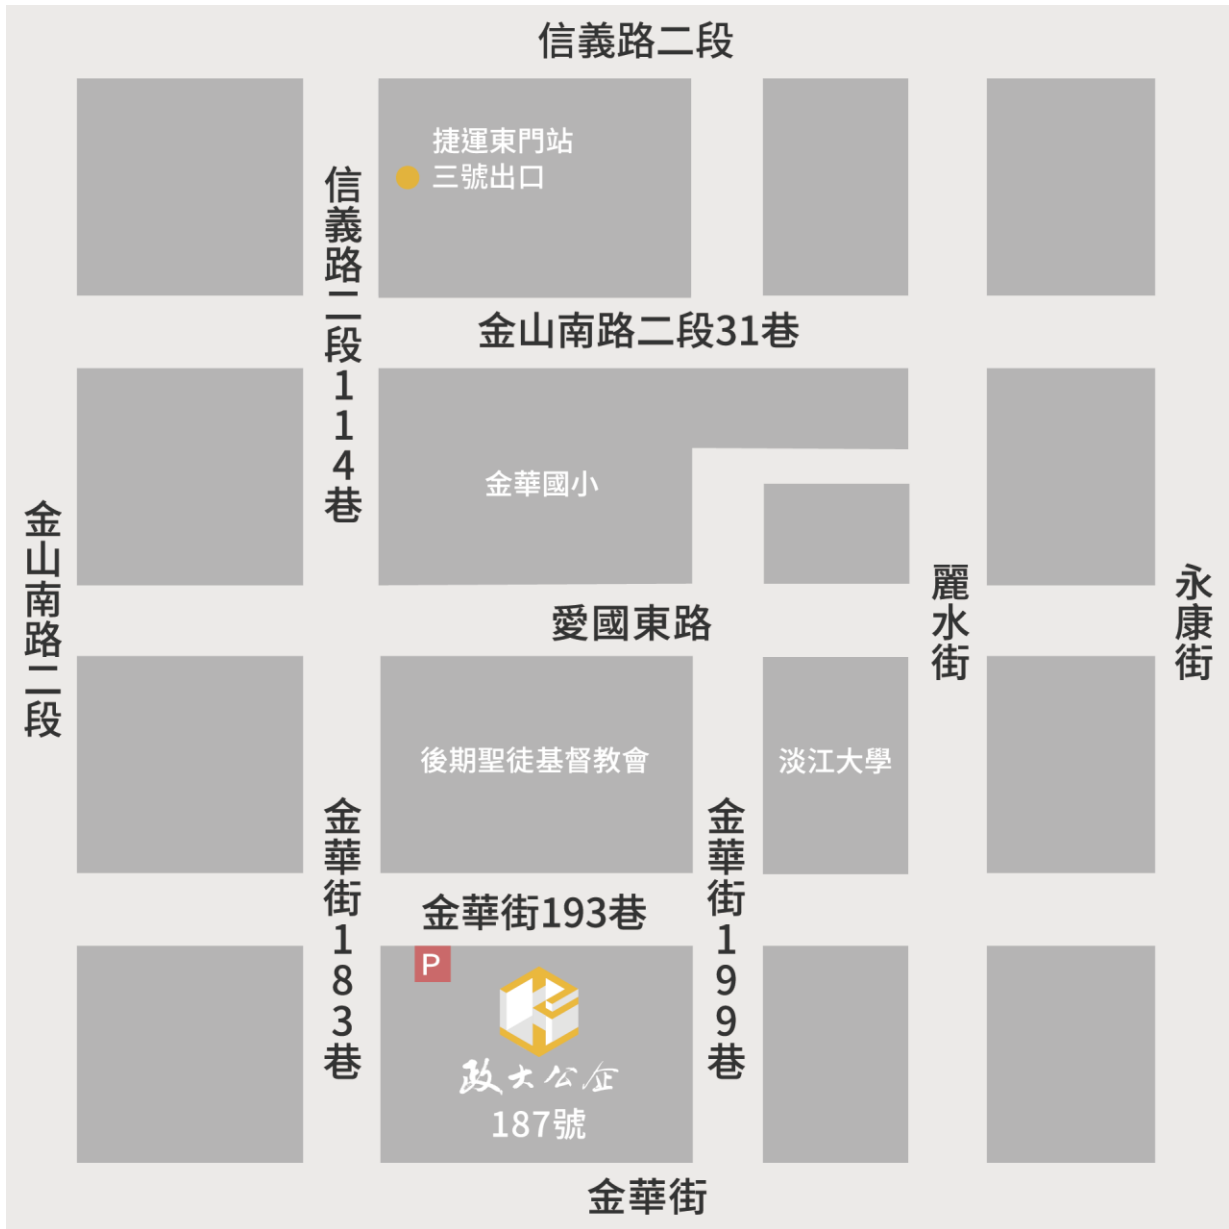 信義路二段
捷運東門站
三號出口
信義路二段114巷
金山南路二段31巷
金華國小
金山南路二段
愛國東路
麗水街
永康街
後期聖徒基督教會
淡江大學
金華街183巷
金華街199巷
金華街193巷
P
政大公企
187號
金華街